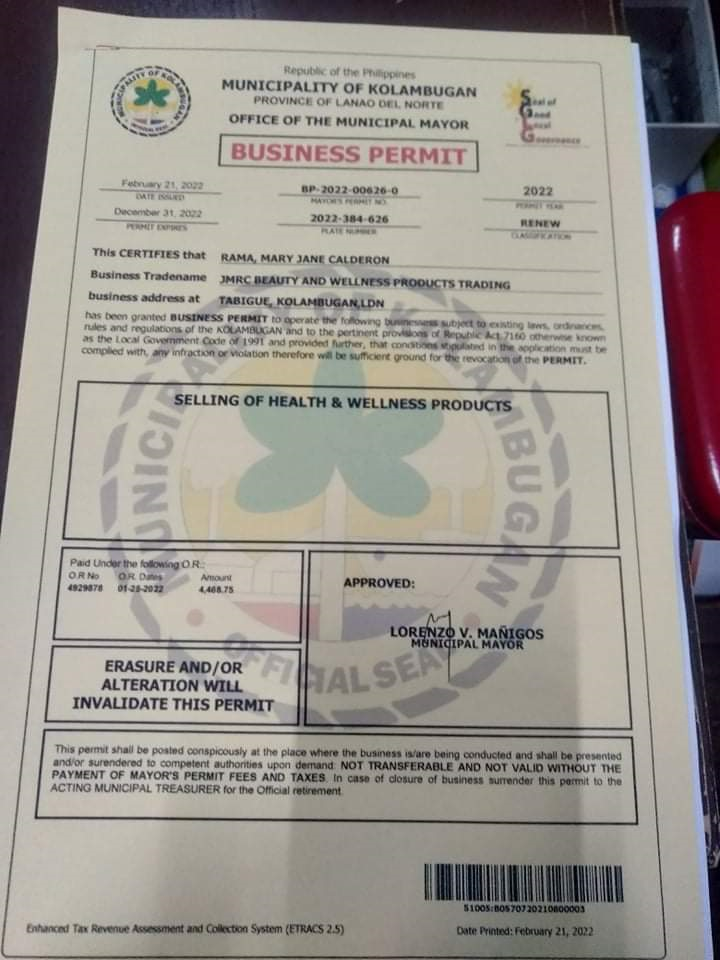 MUNICIPALITY OF KOLAMBUGAN
OFFICIAL SEAL
Republic of the Philippines
MUNICIPALITY OF KOLAMBUGAN
PROVINCE OF LANAO DEL NORTE
OFFICE OF THE MUNICIPAL MAYOR
Seal of
Good
Local
Governance
BUSINESS PERMIT
February 21, 2022 BP-2022-00626-0 2022
DATE ISSUED MAYOR'S PERMIT NO. PERMIT YEAR
December 31, 2022 2022-384-626 RENEW
PERMIT EXPIRES PLATE NUMBER CLASSIFICATION
This CERTIFIES that RAMA, MARY JANE CALDERON
Business Tradename JMRC BEAUTY AND WELLNESS PRODUCTS TRADING
business address at TABIGUE, KOLAMBUGAN,LDN
has been granted BUSINESS PERMIT to operate the following businesses subject to existing laws, ordinances,
rules and regulations of the KOLAMBUGAN and to the pertinent provisions of Republic Act 7160 otherwise known
as the Local Government Code of 1991 and provided further, that conditions stipulated in the application must be
complied with, any infraction or violation therefore will be sufficient ground for the revocation of the PERMIT.
SELLING OF HEALTH & WELLNESS PRODUCTS
MUNICIPALITY OF KOLAMBUGAN
OFFICIAL SEAL
Paid Under the following O.R.:
O.R No O.R. Dates Amount
4929878 01-28-2022 4,468.75
ERASURE AND/OR
ALTERATION WILL
INVALIDATE THIS PERMIT
APPROVED:
LORENZO V. MAÑIGOS
MUNICIPAL MAYOR
This permit shall be posted conspicously at the place where the business is/are being conducted and shall be presented
and/or surendered to competent authorities upon demand: NOT TRANSFERABLE AND NOT VALID WITHOUT THE
PAYMENT OF MAYOR'S PERMIT FEES AND TAXES. In case of closure of business surrender this permit to the
ACTING MUNICIPAL TREASURER for the Official retirement.
51005:B0570720210800003
Enhanced Tax Revenue Assessment and Collection System (ETRACS 2.5)
Date Printed: February 21, 2022